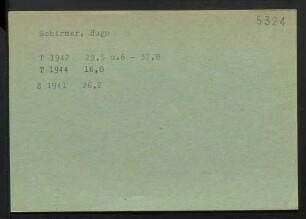 5324
Schirmer, Hugo
T 1942 29,5 u.6 - 37,8
T 1944 16,8
S 1941 26,2